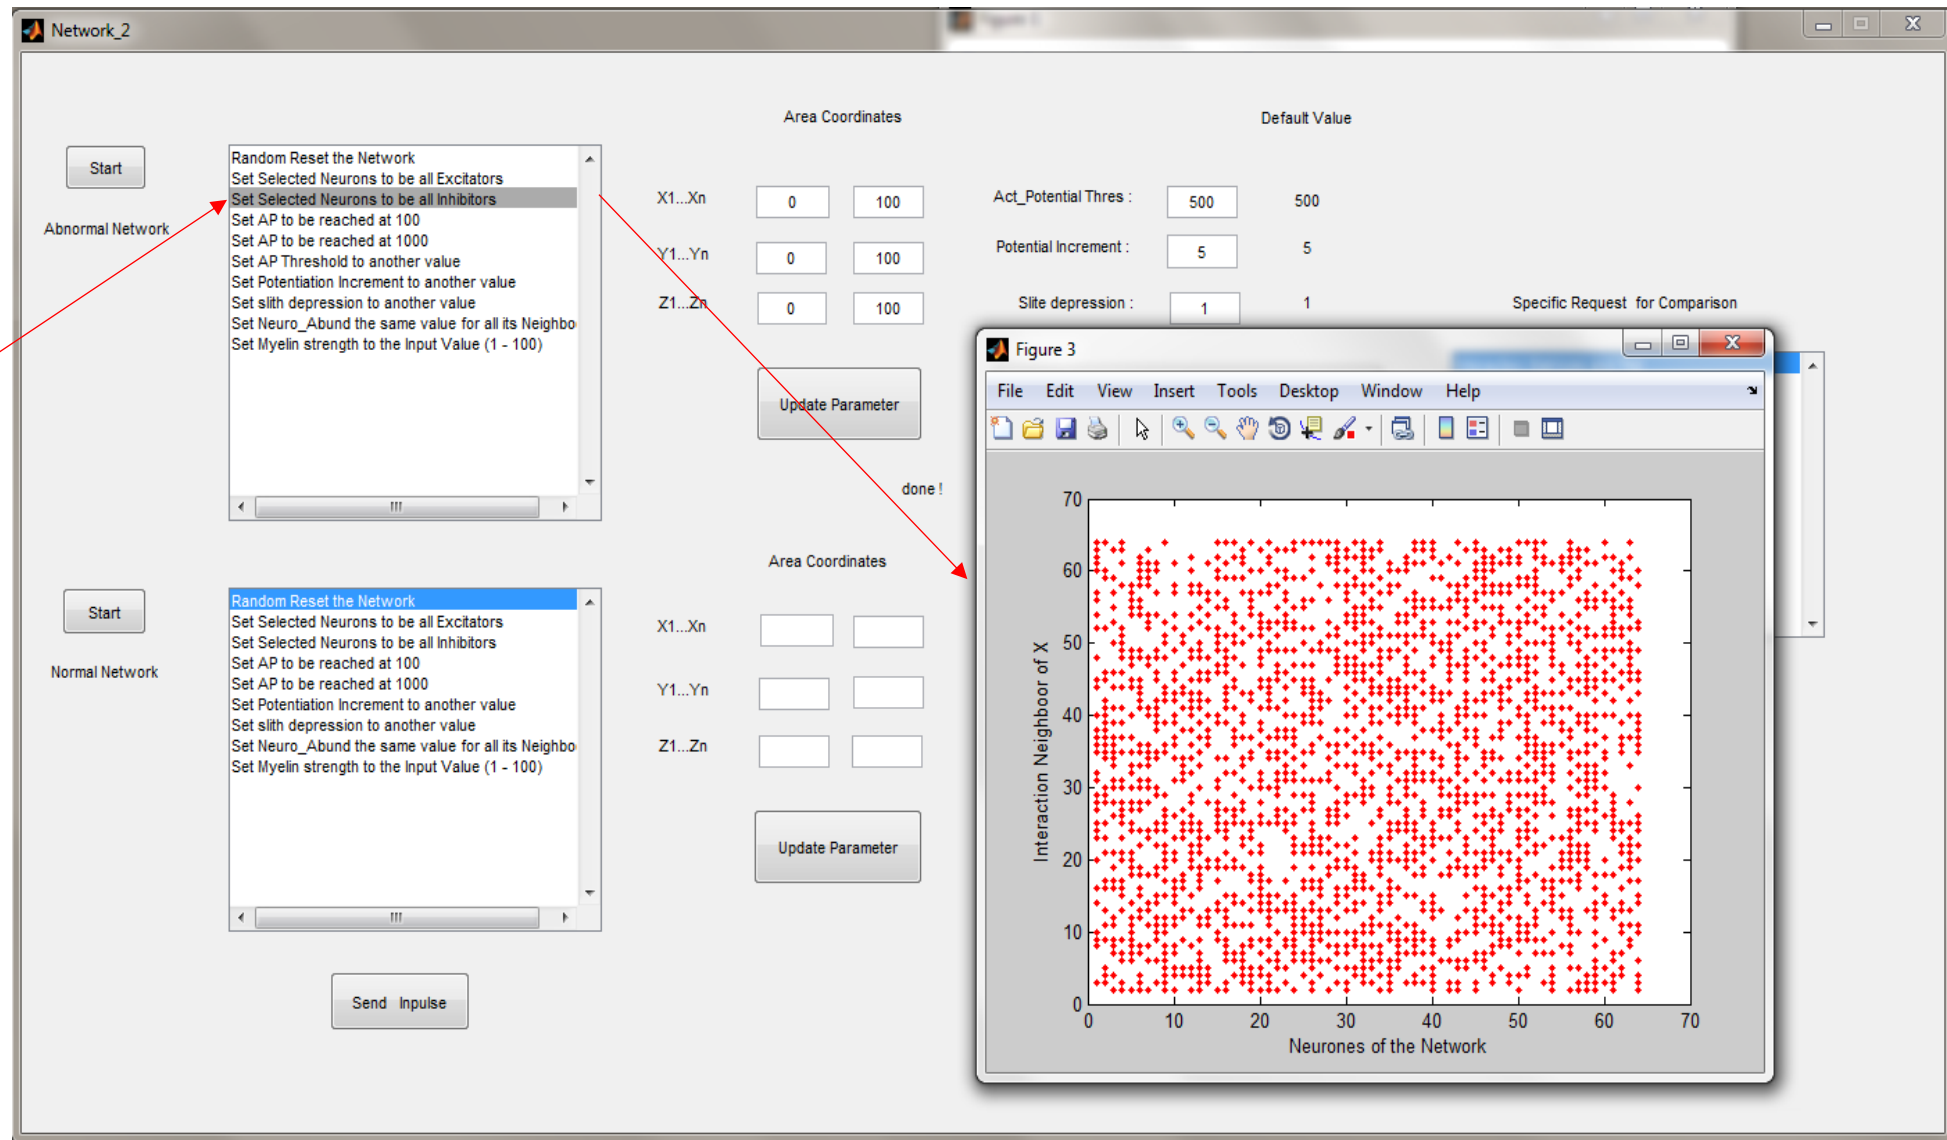 Network_2
Area Coordinates
Default Value
Start
Abnormal Network
Random Reset the Network
Set Selected Neurons to be all Excitators
Set Selected Neurons to be all Inhibitors
Set AP to be reached at 100
Set AP to be reached at 1000
Set AP Threshold to another value
Set Potentiation Increment to another value
Set slith depression to another value
Set Neuro_Abund the same value for all its Neighbo
Set Myelin strength to the Input Value (1 - 100)
X1...Xn 0 100
Y1...Yn 0 100
Z1...Zn 0 100
Act_Potential Thres : 500 500
Potential Increment : 5 5
Slite depression : 1 1
Specific Request for Comparison
Update Parameter
done !
Figure 3
File Edit View Insert Tools Desktop Window Help
70
60
50
40
30
20
10
0
Interaction Neighbor of X
0 10 20 30 40 50 60 70
Neurones of the Network
Area Coordinates
Start
Normal Network
Random Reset the Network
Set Selected Neurons to be all Excitators
Set Selected Neurons to be all Inhibitors
Set AP to be reached at 100
Set AP to be reached at 1000
Set Potentiation Increment to another value
Set slith depression to another value
Set Neuro_Abund the same value for all its Neighbo
Set Myelin strength to the Input Value (1 - 100)
X1...Xn
Y1...Yn
Z1...Zn
Update Parameter
Send Inpulse